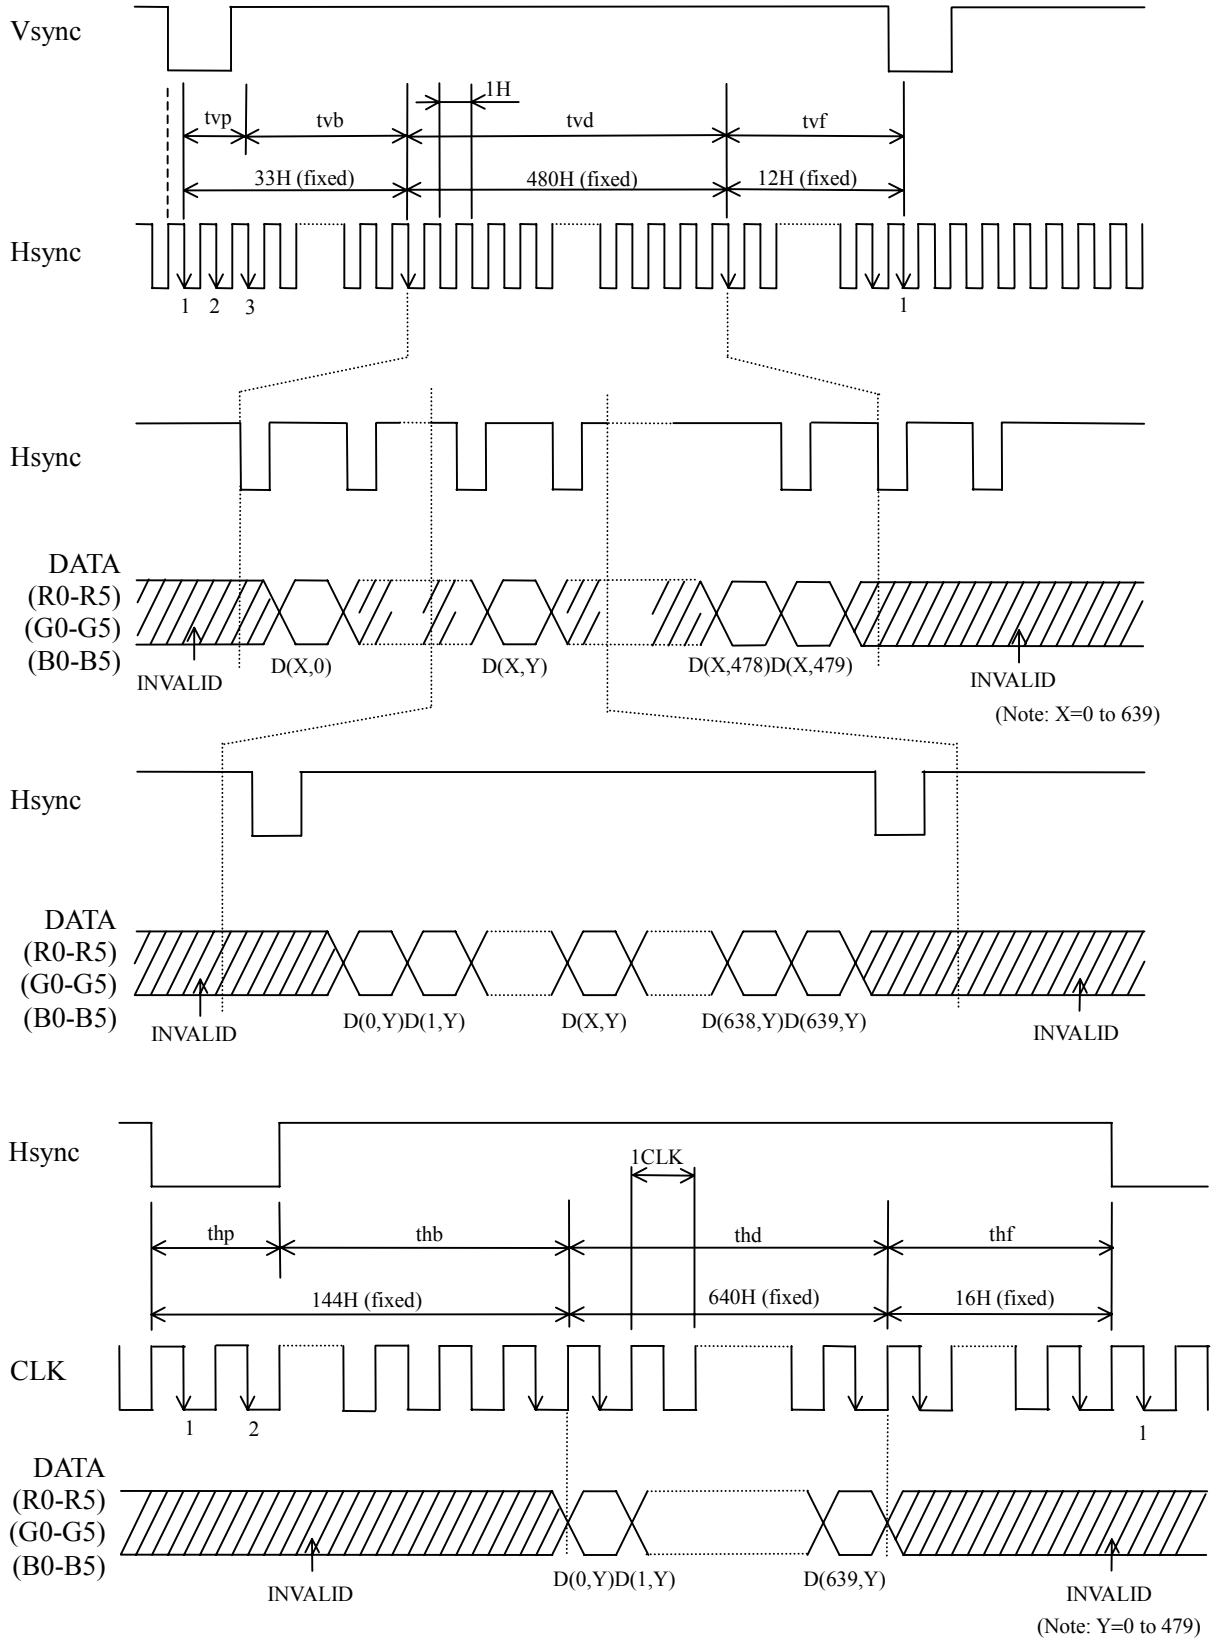 Vsync
1H
tvp tvb tvd tvf
33H (fixed) 480H (fixed) 12H (fixed)
Hsync
1 2 3 1
Hsync
DATA
(R0-R5)
(G0-G5)
(B0-B5)
D(X,0) D(X,Y) D(X,478)D(X,479)
INVALID INVALID
(Note: X=0 to 639)
Hsync
DATA
(R0-R5)
(G0-G5)
(B0-B5)
D(0,Y)D(1,Y) D(X,Y) D(638,Y)D(639,Y)
INVALID INVALID
Hsync
1CLK
thp thb thd thf
144H (fixed) 640H (fixed) 16H (fixed)
CLK
1 2 1
DATA
(R0-R5)
(G0-G5)
(B0-B5)
D(0,Y)D(1,Y) D(639,Y)
INVALID INVALID
(Note: Y=0 to 479)